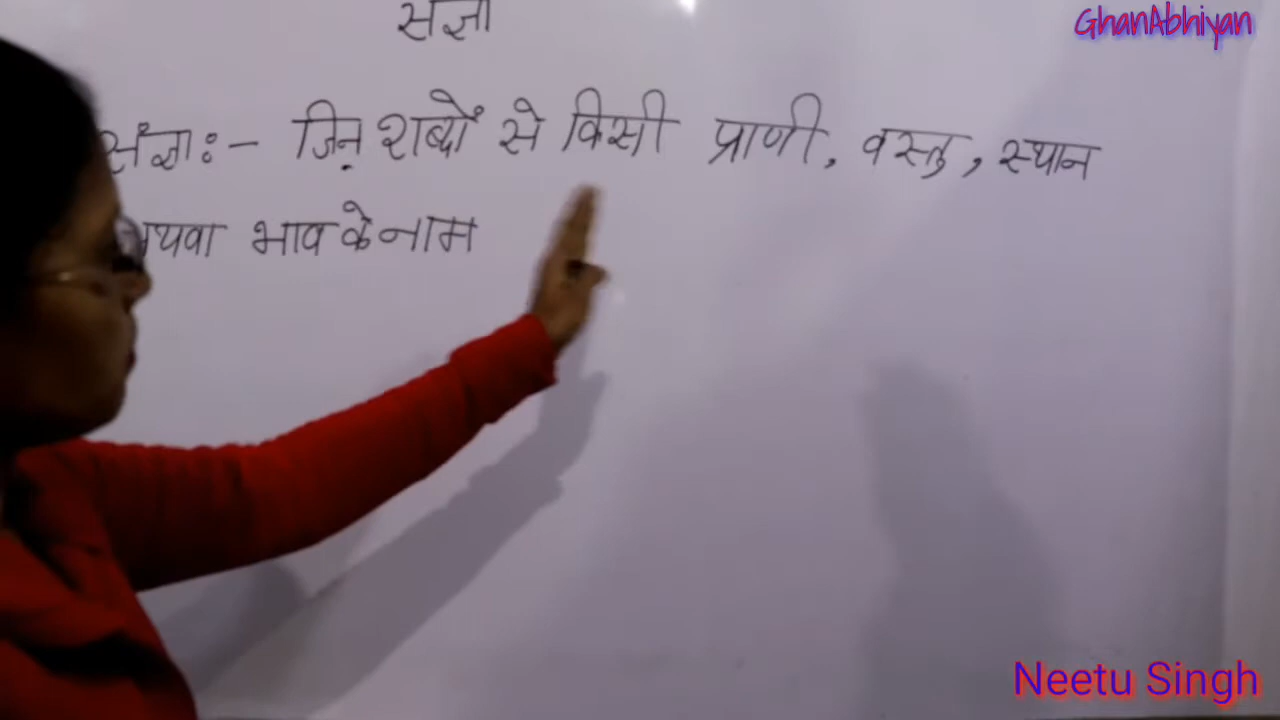 संज्ञा
GhanAbhiyan
संज्ञाः- जिन शब्दों से किसी प्राणी, वस्तु, स्थान
अथवा भाव के नाम
Neetu Singh